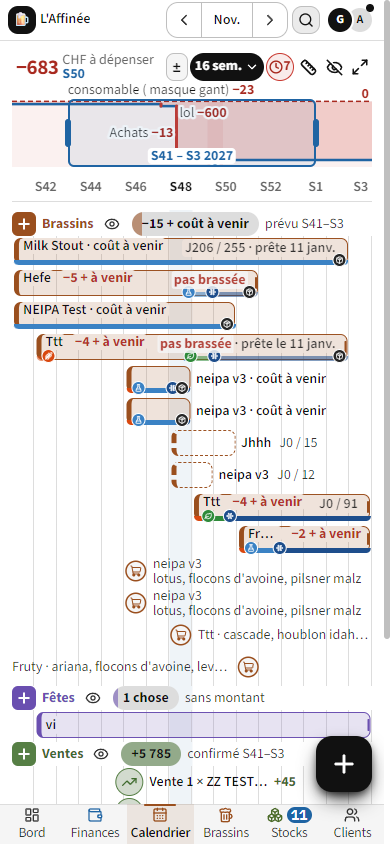 L'Affinée
Nov.
G A
−683 CHF à dépenser
S50
±
16 sem.
7
consomable ( masque gant) −23
0
lol −600
Achats −13
S41 – S3 2027
S42 S44 S46 S48 S50 S52 S1 S3
Brassins −15 + coût à venir prévu S41–S3
Milk Stout · coût à venir J206 / 255 · prête 11 janv.
Hefe −5 + à venir pas brassée
NEIPA Test · coût à venir
Ttt −4 + à venir pas brassée · prête le 11 janv.
neipa v3 · coût à venir
neipa v3 · coût à venir
Jhhh J0 / 15
neipa v3 J0 / 12
Ttt −4 + à venir J0 / 91
Fr… −2 + à venir
neipa v3
lotus, flocons d'avoine, pilsner malz
neipa v3
lotus, flocons d'avoine, pilsner malz
Ttt · cascade, houblon idah…
Fruty · ariana, flocons d'avoine, lev…
Fêtes 1 chose sans montant
vi
Ventes +5 785 confirmé S41–S3
Vente 1 × ZZ TEST… +45
Bord Finances Calendrier Brassins Stocks 11 Clients